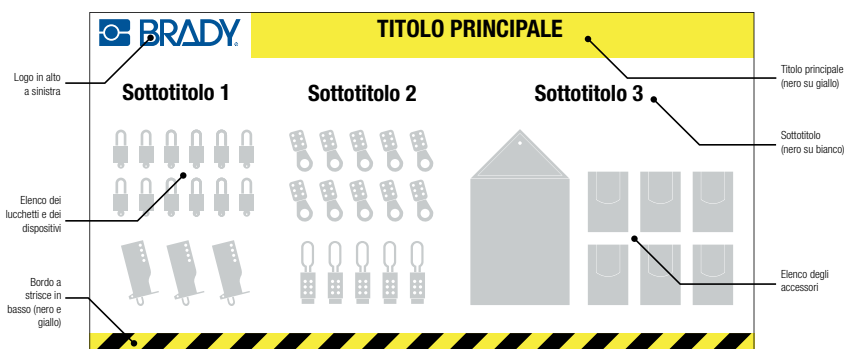 BRADY.
TITOLO PRINCIPALE
Logo in alto
a sinistra
Titolo principale
(nero su giallo)
Sottotitolo 1
Sottotitolo 2
Sottotitolo 3
Sottotitolo
(nero su bianco)
Elenco dei
lucchetti e dei
dispositivi
Bordo a
strisce in
basso (nero e
giallo)
Elenco degli
accessori